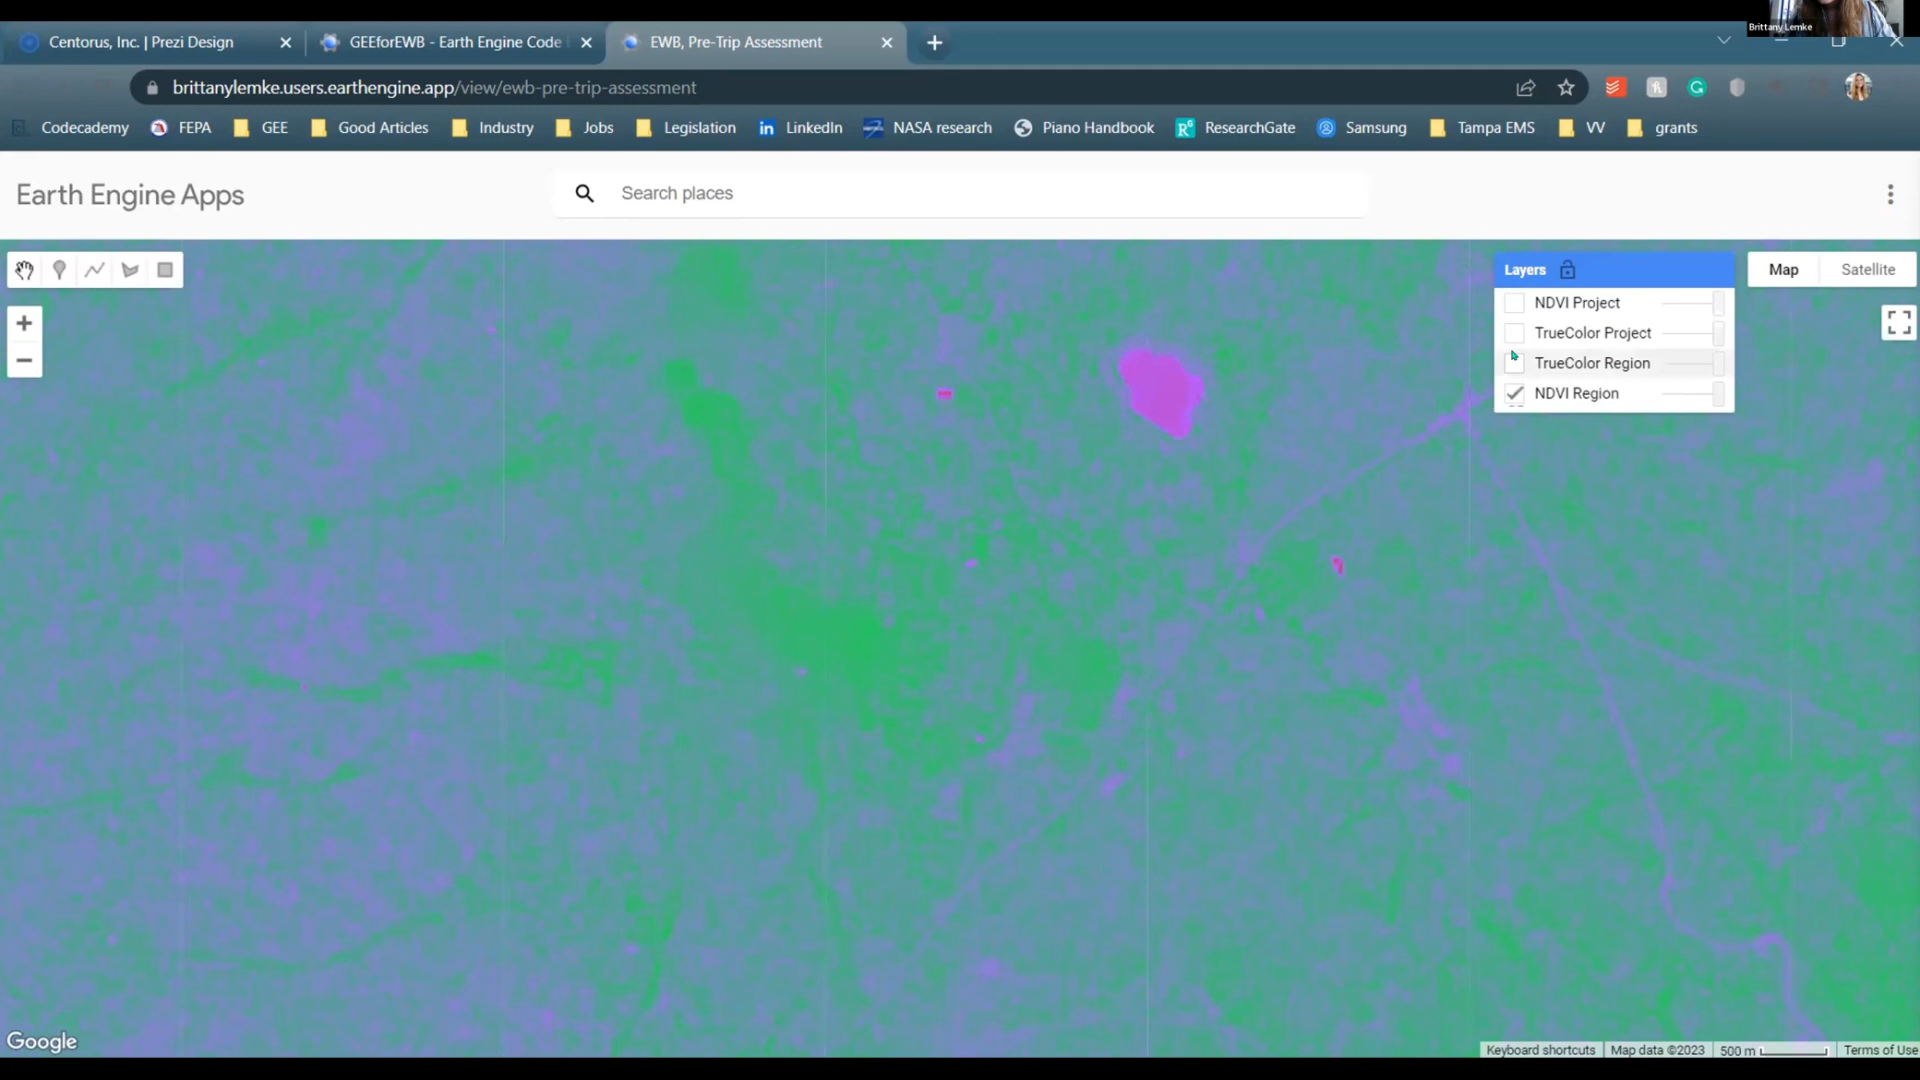 Brittany Lemke
Centorus, Inc. | Prezi Design
GEEforEWB - Earth Engine Code
EWB, Pre-Trip Assessment
brittanylemke.users.earthengine.app/view/ewb-pre-trip-assessment
Codecademy
FEPA
GEE
Good Articles
Industry
Jobs
Legislation
LinkedIn
NASA research
Piano Handbook
ResearchGate
Samsung
Tampa EMS
VV
grants
Earth Engine Apps
Search places
Layers
NDVI Project
TrueColor Project
TrueColor Region
NDVI Region
Map
Satellite
Google
Keyboard shortcuts
Map data ©2023
500 m
Terms of Use